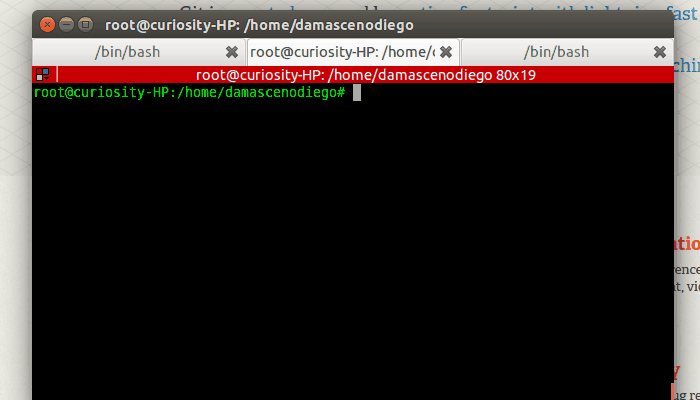 root@curiosity-HP: /home/damascenodiego
/bin/bash
root@curiosity-HP: /home/
/bin/bash
root@curiosity-HP: /home/damascenodiego 80x19
root@curiosity-HP:/home/damascenodiego#